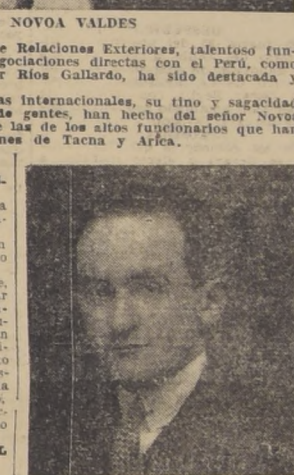 NOVOA VALDES
e Relaciones Exteriores, talentoso fun-
gociaciones directas con el Perú, como
r Ríos Gallardo, ha sido destacada y
as internacionales, su tino y sagacidad
de gentes, han hecho del señor Novoa
e las de los altos funcionarios que han
nes de Tacna y Arica.